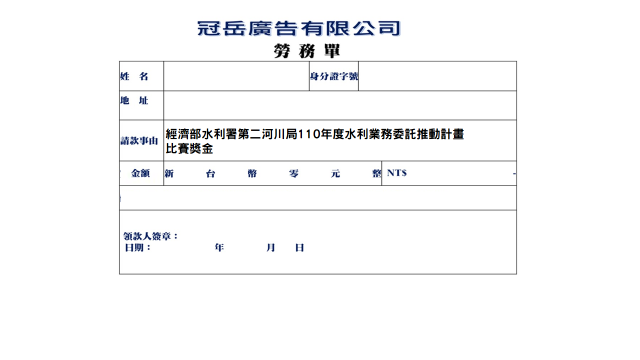 冠岳廣告有限公司
勞務單
姓 名 身分證字號
地 址
請款事由 經濟部水利署第二河川局110年度水利業務委託推動計畫
比賽獎金
金額 新 台 幣 零 元 整 NT$ -
領款人簽章：
日期： 年 月 日